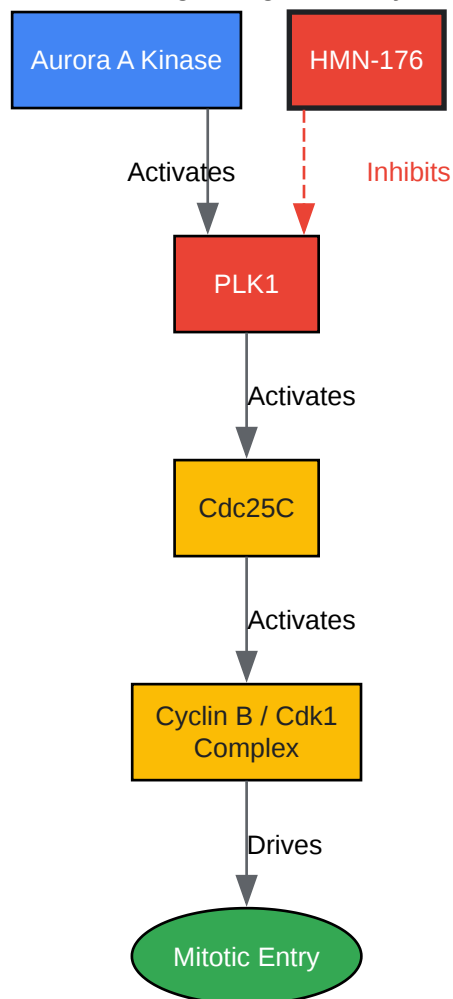 Aurora A Kinase
HMN-176
Activates
Inhibits
PLK1
Activates
Cdc25C
Activates
Cyclin B / Cdk1
Complex
Drives
Mitotic Entry